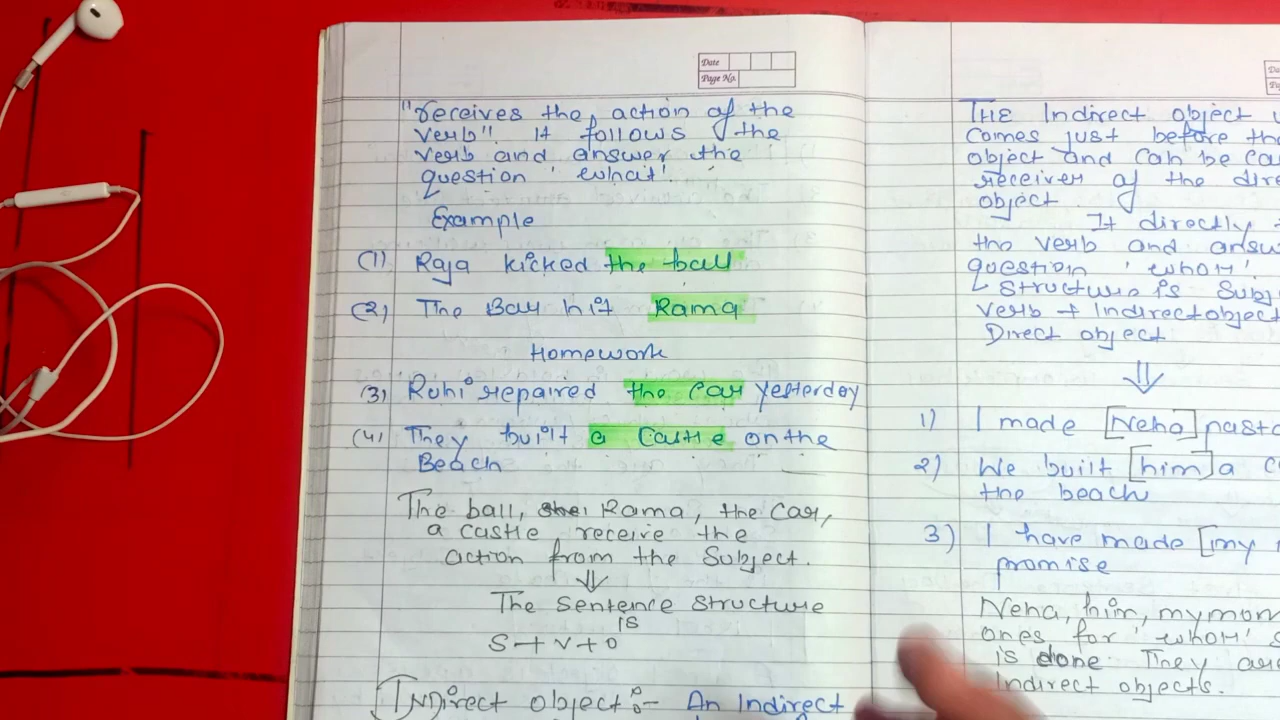 Date
Page No.
"receives the action of the
verb" It follows the
verb and answer the
question 'what'.
Example
(1) Raja kicked the ball
(2) The Ball hit Rama
Homework
(3) Ruhi repaired the car yesterday
(4) They built a Castle on the
Beach
The ball, Rama, the car,
a castle receive the
action from the Subject.
⇓
The sentence structure
is
S+V+O
INDirect object :- An Indirect
THE Indirect object
comes just before the
object and can be
receiver of the
object.
It directly
the verb and
question 'whom'.
Structure is
verb + Indirect object
Direct object
⇓
1) I made [Neha]
2) We built [him] a
the beach
3) I have made [my
promise
Neha, him, my mom
ones for 'whom'
is done. They are
Indirect objects.